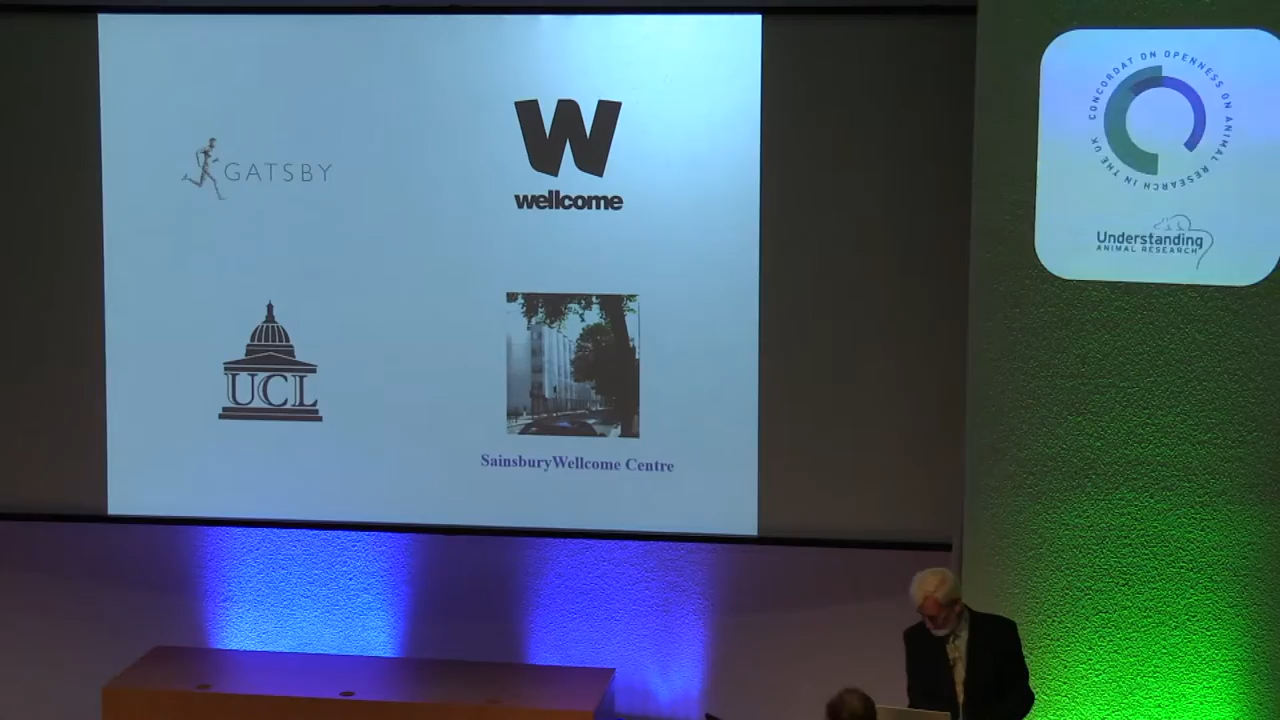 GATSBY
W
wellcome
UCL
SainsburyWellcome Centre
CONCORDAT ON OPENNESS ON ANIMAL RESEARCH IN THE UK
Understanding
ANIMAL RESEARCH